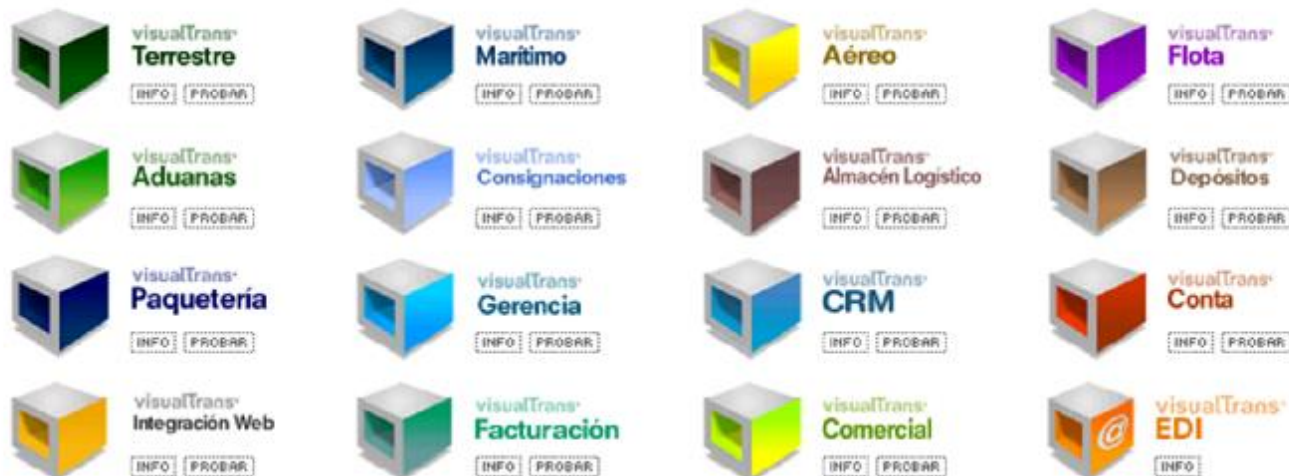 visualTrans
Terrestre
INFO PROBAR
visualTrans
Marítimo
INFO PROBAR
visualTrans
Aéreo
INFO PROBAR
visualTrans
Flota
INFO PROBAR
visualTrans
Aduanas
INFO PROBAR
visualTrans
Consignaciones
INFO PROBAR
visualTrans
Almacén Logístico
INFO PROBAR
visualTrans
Depósitos
INFO PROBAR
visualTrans
Paquetería
INFO PROBAR
visualTrans
Gerencia
INFO PROBAR
visualTrans
CRM
INFO PROBAR
visualTrans
Conta
INFO PROBAR
visualTrans
Integración Web
INFO PROBAR
visualTrans
Facturación
INFO PROBAR
visualTrans
Comercial
INFO PROBAR
@
visualTrans
EDI
INFO